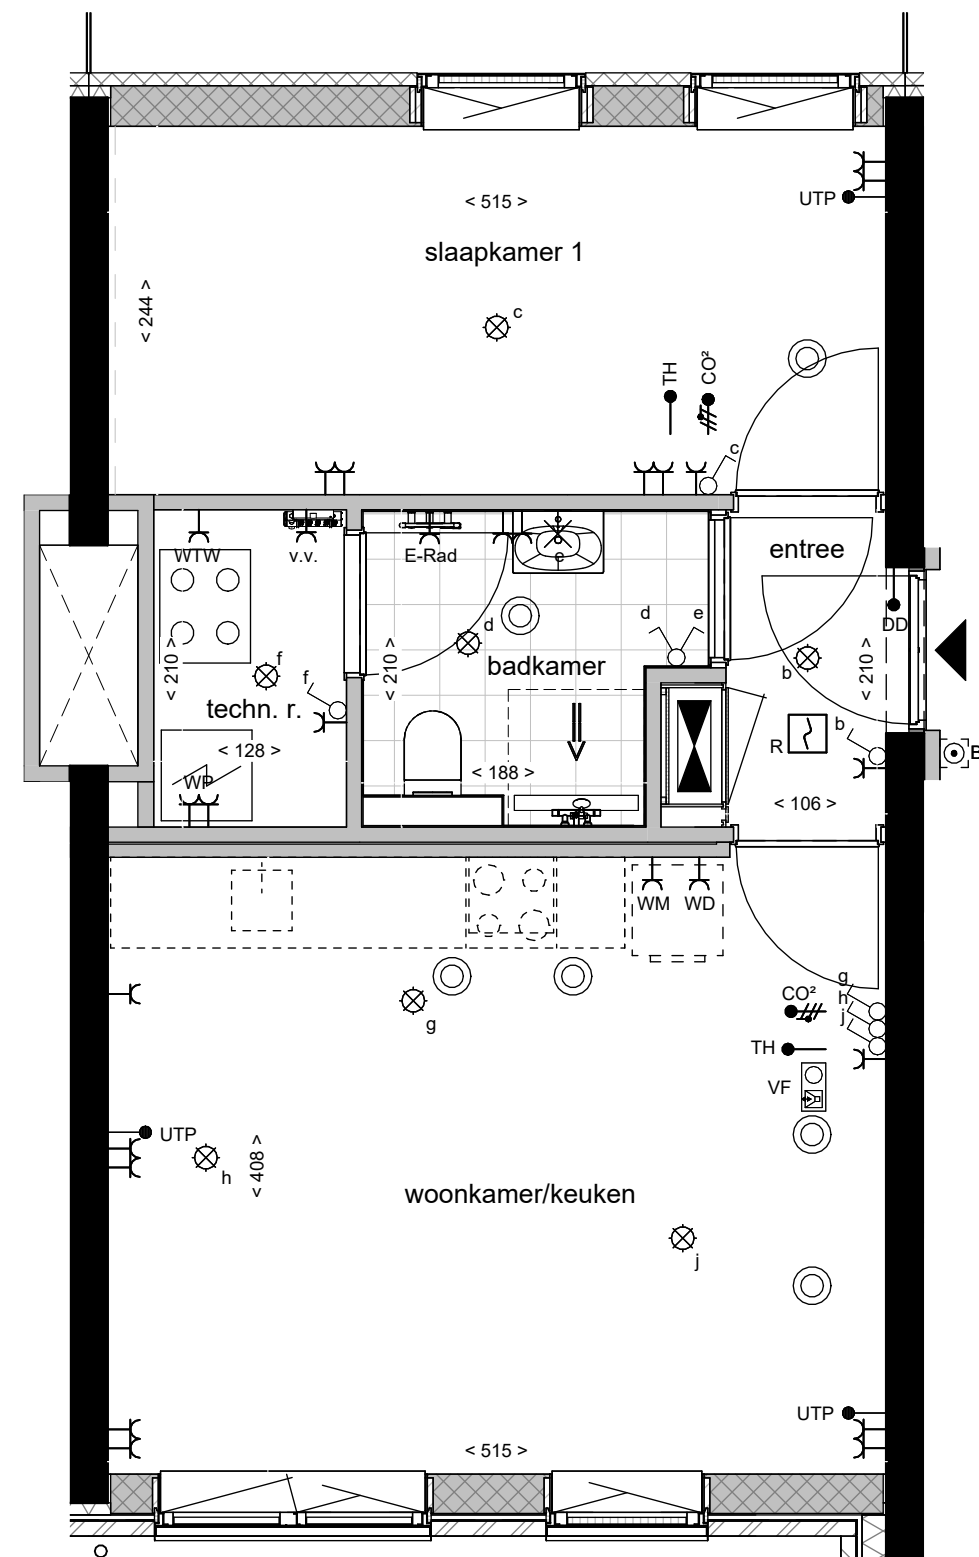 < 515 >
UTP
slaapkamer 1
< 244 >
c
TH
CO²
c
WTW
v.v.
E-Rad
entree
d
d
e
DD
< 210 >
f
f
< 210 >
badkamer
b
< 210 >
techn. r.
b
R
B
< 128 >
< 188 >
WP
< 106 >
WM
WD
g
CO²
h
j
g
TH
VF
UTP
h
< 408 >
woonkamer/keuken
j
UTP
< 515 >